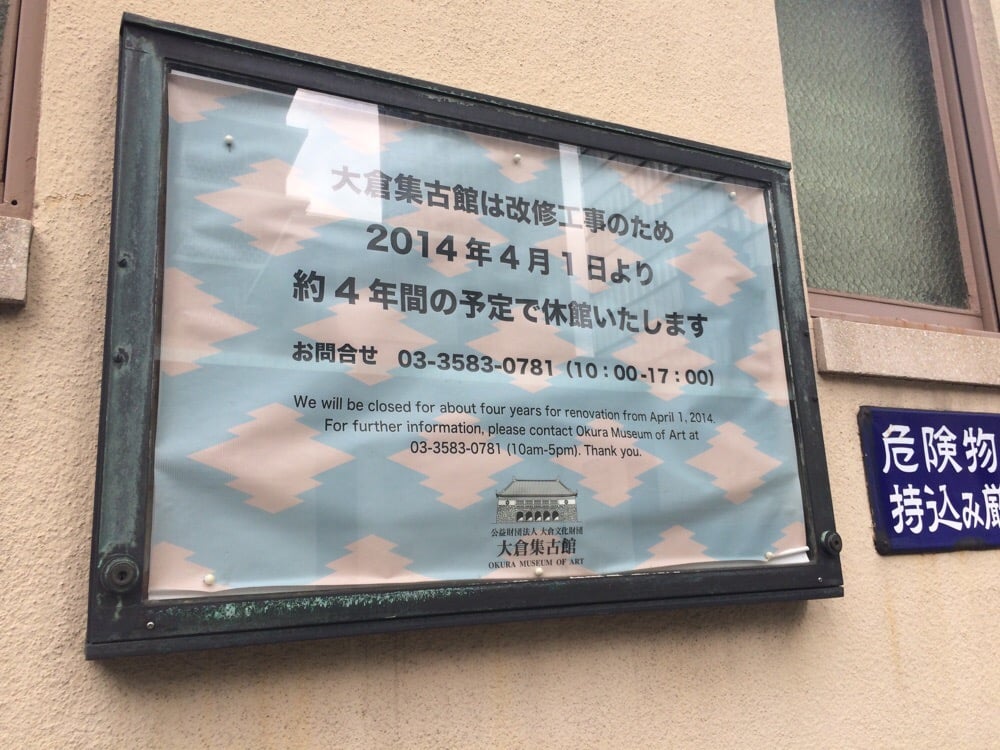 大倉集古館は改修工事のため
2014年4月1日より
約4年間の予定で休館いたします
お問合せ 03-3583-0781（10：00-17：00）
We will be closed for about four years for renovation from April 1, 2014.
For further information, please contact Okura Museum of Art at
03-3583-0781 (10am-5pm). Thank you.
公益財団法人 大倉文化財団
大倉集古館
OKURA MUSEUM OF ART
危険物
持込み厳